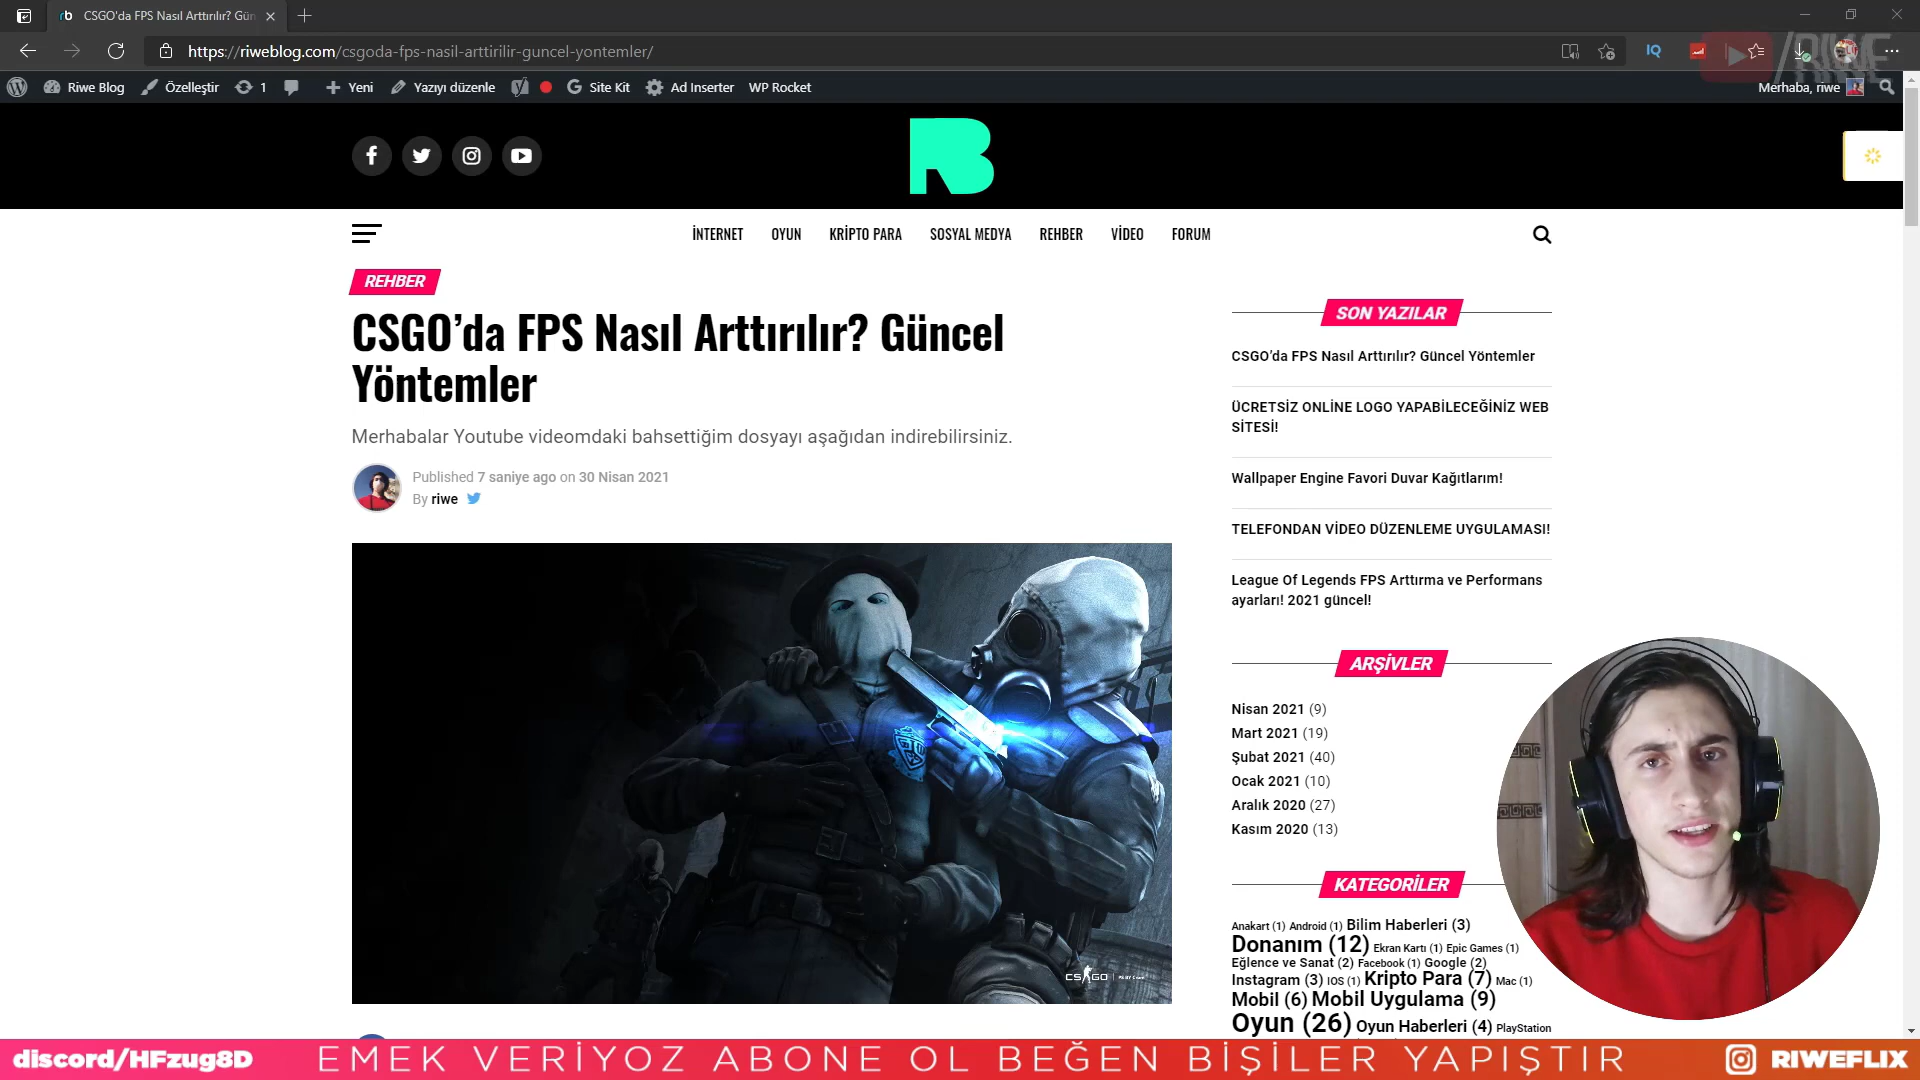 CSGO'da FPS Nasıl Arttırılır? Gün
https://riweblog.com/csgoda-fps-nasil-arttirilir-guncel-yontemler/
IQ
/RIWE
Riwe Blog
Özelleştir
1
Yeni
Yazıyı düzenle
Site Kit
Ad Inserter
WP Rocket
Merhaba, riwe
İNTERNET
OYUN
KRİPTO PARA
SOSYAL MEDYA
REHBER
VİDEO
FORUM
REHBER
CSGO’da FPS Nasıl Arttırılır? Güncel
Yöntemler
Merhabalar Youtube videomdaki bahsettiğim dosyayı aşağıdan indirebilirsiniz.
Published 7 saniye ago on 30 Nisan 2021
By riwe
CS GO
SON YAZILAR
CSGO’da FPS Nasıl Arttırılır? Güncel Yöntemler
ÜCRETSİZ ONLİNE LOGO YAPABİLECEĞİNİZ WEB
SİTESİ!
Wallpaper Engine Favori Duvar Kağıtlarım!
TELEFONDAN VİDEO DÜZENLEME UYGULAMASI!
League Of Legends FPS Arttırma ve Performans
ayarları! 2021 güncel!
ARŞİVLER
Nisan 2021 (9)
Mart 2021 (19)
Şubat 2021 (40)
Ocak 2021 (10)
Aralık 2020 (27)
Kasım 2020 (13)
KATEGORİLER
Anakart (1) Android (1) Bilim Haberleri (3)
Donanım (12) Ekran Kartı (1) Epic Games (1)
Eğlence ve Sanat (2) Facebook (1) Google (2)
Instagram (3) IOS (1) Kripto Para (7) Mac (1)
Mobil (6) Mobil Uygulama (9)
Oyun (26) Oyun Haberleri (4) PlayStation
discord/HFzug8D
EMEK VERİYOZ ABONE OL BEĞEN BİŞİLER YAPIŞTIR
RIWEFLIX